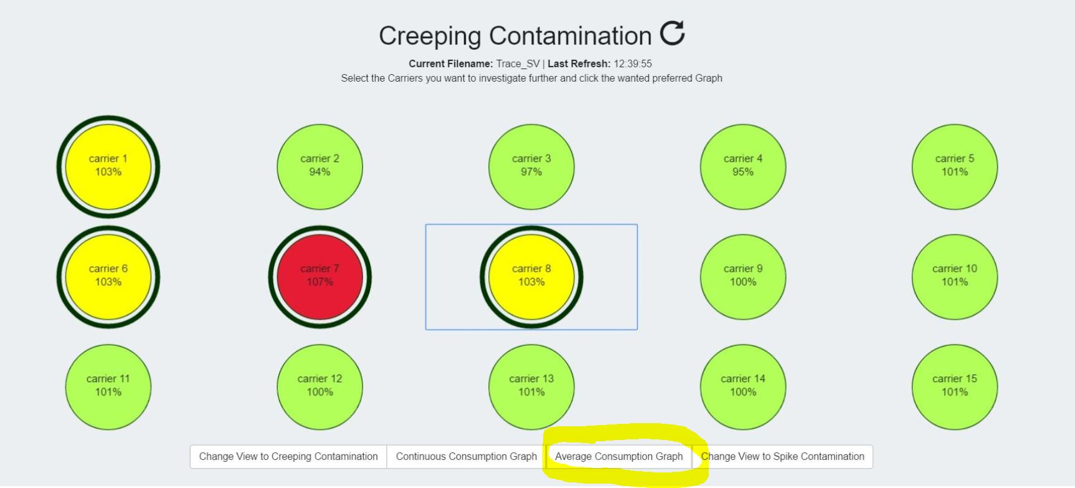 Creeping Contamination
Current Filename: Trace_SV | Last Refresh: 12:39:55
Select the Carriers you want to investigate further and click the wanted preferred Graph
carrier 1
103%
carrier 2
94%
carrier 3
97%
carrier 4
95%
carrier 5
101%
carrier 6
103%
carrier 7
107%
carrier 8
103%
carrier 9
100%
carrier 10
101%
carrier 11
101%
carrier 12
100%
carrier 13
101%
carrier 14
100%
carrier 15
101%
Change View to Creeping Contamination
Continuous Consumption Graph
Average Consumption Graph
Change View to Spike Contamination